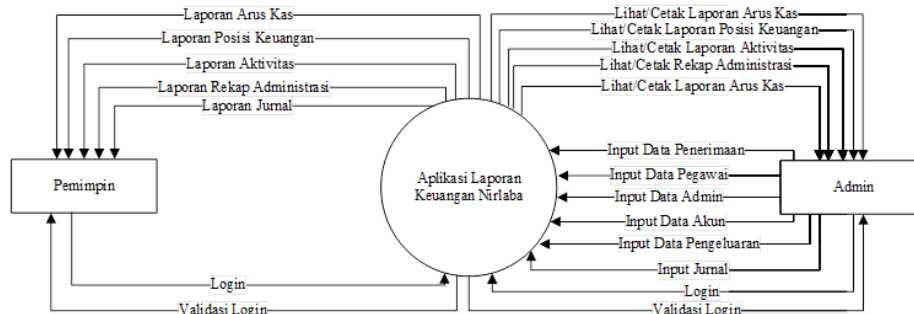 Laporan Arus Kas
Laporan Posisi Keuangan
Laporan Aktivitas
Laporan Rekap Administrasi
Laporan Jurnal
Lihat/Cetak Laporan Arus Kas
Lihat/Cetak Laporan Posisi Keuangan
Lihat/Cetak Laporan Aktivitas
Lihat/Cetak Rekap Administrasi
Lihat/Cetak Laporan Arus Kas
Pemimpin
Aplikasi Laporan
Keuangan Nirlaba
Input Data Penerimaan
Input Data Pegawai
Input Data Admin
Input Data Akun
Input Data Pengeluaran
Input Jurnal
Admin
Login
Validasi Login
Login
Validasi Login